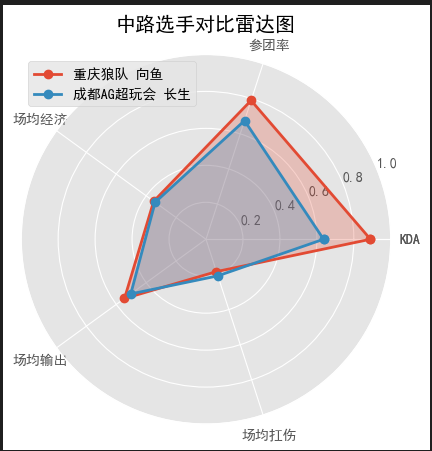 中路选手对比雷达图
参团率
重庆狼队 向鱼
成都AG超玩会 长生
场均经济
1.0
0.8
0.6
0.4
0.2
KDA
场均输出
场均扛伤